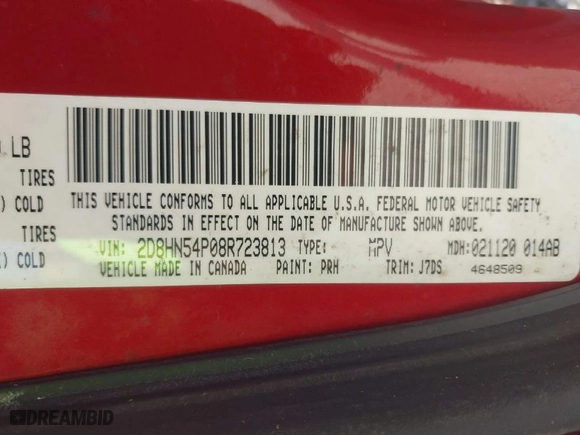 LB
TIRES
THIS VEHICLE CONFORMS TO ALL APPLICABLE U.S.A. FEDERAL MOTOR VEHICLE SAFETY
) COLD
STANDARDS IN EFFECT ON THE DATE OF MANUFACTURE SHOWN ABOVE.
TIRES
VIN: 2D8HN54P08R723813 TYPE: MPV MDH:021120 014AB
) COLD
VEHICLE MADE IN CANADA PAINT: PRH TRIM: J7DS 4648509
DREAMBID